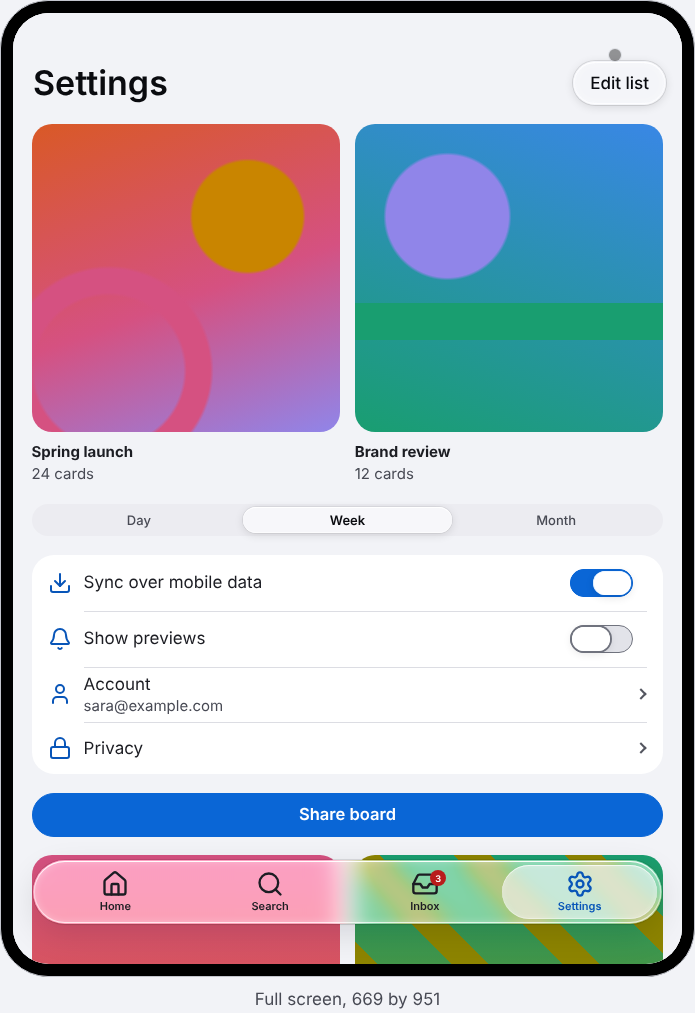 Settings
Edit list
Spring launch
24 cards
Brand review
12 cards
Day
Week
Month
Sync over mobile data
Show previews
Account
sara@example.com
Privacy
Share board
Home
Search
3
Inbox
Settings
Full screen, 669 by 951